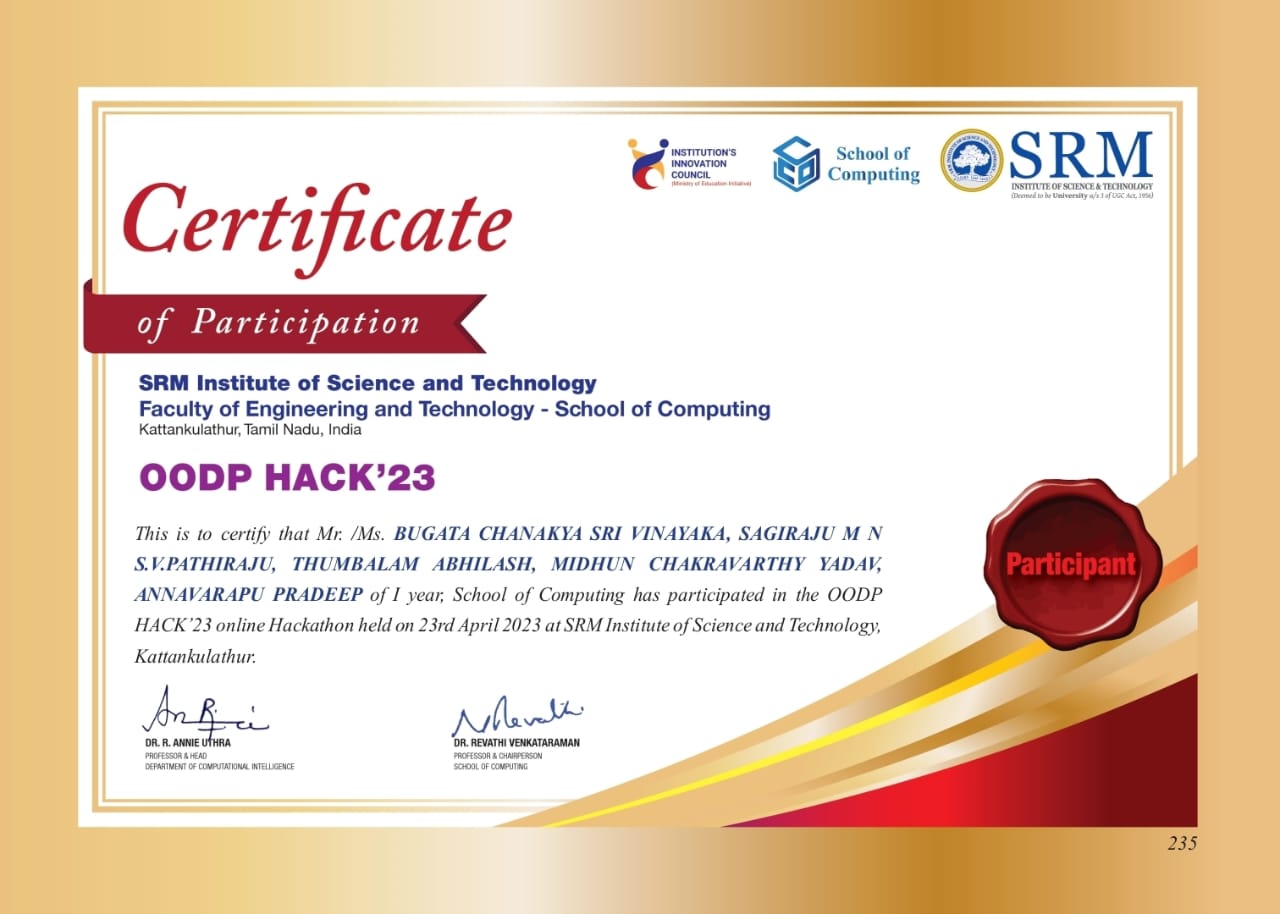 INSTITUTION'S
INNOVATION
COUNCIL
(Ministry of Education Initiative)
School of
Computing
SRM
INSTITUTE OF SCIENCE & TECHNOLOGY
(Deemed to be University u/s 3 of UGC Act, 1956)
Certificate
of Participation
SRM Institute of Science and Technology
Faculty of Engineering and Technology - School of Computing
Kattankulathur, Tamil Nadu, India
OODP HACK’23
This is to certify that Mr. /Ms. BUGATA CHANAKYA SRI VINAYAKA, SAGIRAJU M N
S.V.PATHIRAJU, THUMBALAM ABHILASH, MIDHUN CHAKRAVARTHY YADAV,
ANNAVARAPU PRADEEP of I year, School of Computing has participated in the OODP
HACK’23 online Hackathon held on 23rd April 2023 at SRM Institute of Science and Technology,
Kattankulathur.
Participant
DR. R. ANNIE UTHRA
PROFESSOR & HEAD
DEPARTMENT OF COMPUTATIONAL INTELLIGENCE
N Revathi
DR. REVATHI VENKATARAMAN
PROFESSOR & CHAIRPERSON
SCHOOL OF COMPUTING
235